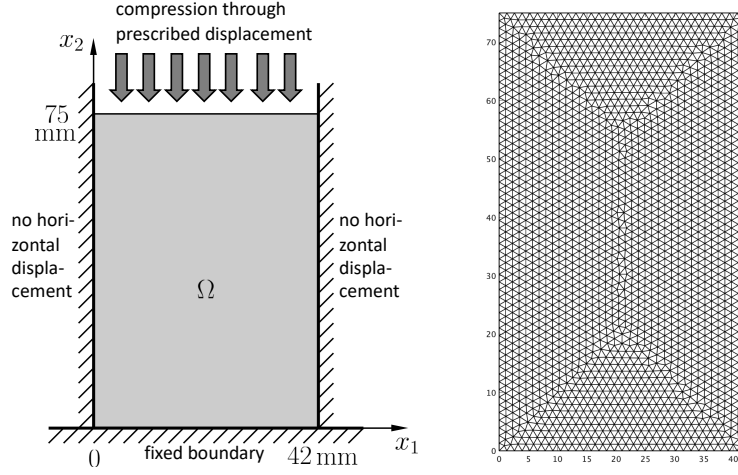 compression through
prescribed displacement
x₂
75
mm
no hori-
zontal
displa-
cement
no hori-
zontal
displa-
cement
Ω
0
fixed boundary
42 mm
x₁
70
60
50
40
30
20
10
0
0 5 10 15 20 25 30 35 40